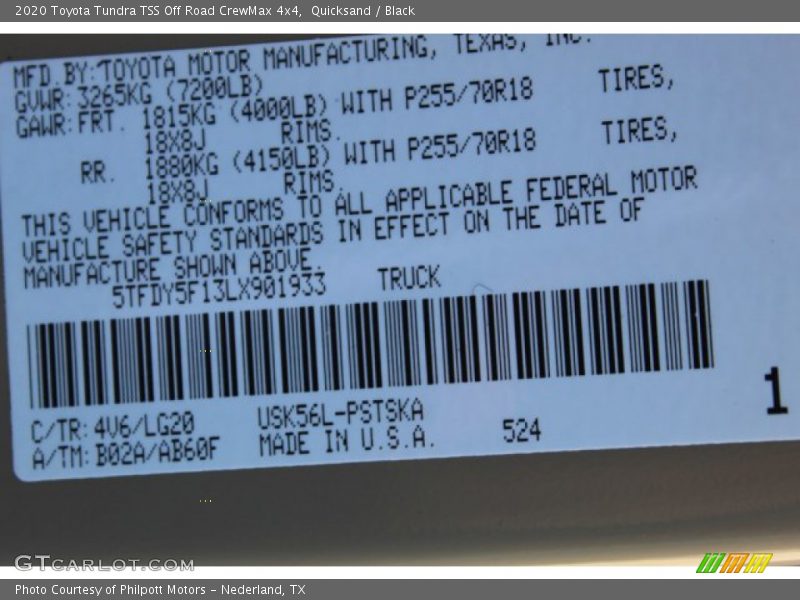 2020 Toyota Tundra TSS Off Road CrewMax 4x4,  Quicksand / Black
MFD.BY:TOYOTA MOTOR MANUFACTURING, TEXAS, INC.
GVWR:3265KG (7200LB)
GAWR:FRT. 1815KG (4000LB) WITH P255/70R18 TIRES,
18X8J RIMS.
RR. 1880KG (4150LB) WITH P255/70R18 TIRES,
18X8J RIMS.
THIS VEHICLE CONFORMS TO ALL APPLICABLE FEDERAL MOTOR
VEHICLE SAFETY STANDARDS IN EFFECT ON THE DATE OF
MANUFACTURE SHOWN ABOVE.
5TFDY5F13LX901933 TRUCK
1
C/TR:4V6/LG20 USK56L-PSTSKA
A/TM:B02A/AB60F MADE IN U.S.A. 524
GTCARLOT.COM
Photo Courtesy of Philpott Motors - Nederland, TX